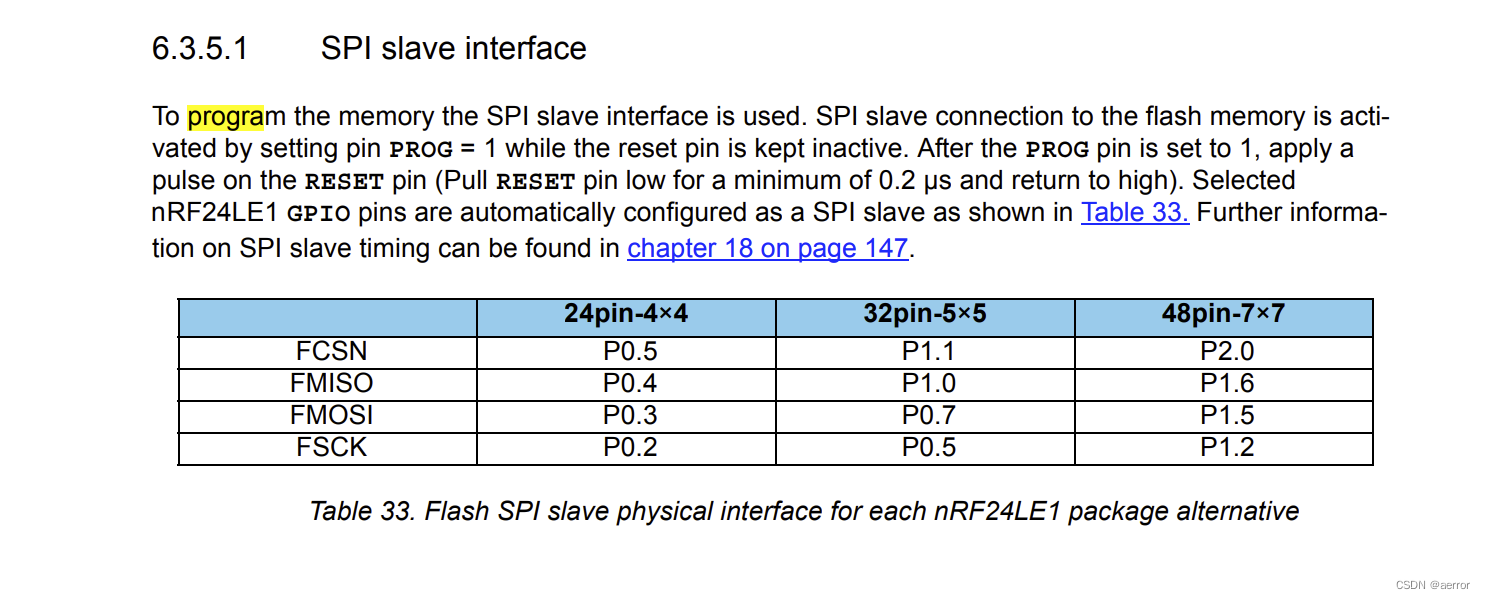 6.3.5.1 SPI slave interface
To program the memory the SPI slave interface is used. SPI slave connection to the flash memory is acti-
vated by setting pin PROG = 1 while the reset pin is kept inactive. After the PROG pin is set to 1, apply a
pulse on the RESET pin (Pull RESET pin low for a minimum of 0.2 µs and return to high). Selected
nRF24LE1 GPIO pins are automatically configured as a SPI slave as shown in Table 33. Further informa-
tion on SPI slave timing can be found in chapter 18 on page 147.
24pin-4×4 32pin-5×5 48pin-7×7
FCSN P0.5 P1.1 P2.0
FMISO P0.4 P1.0 P1.6
FMOSI P0.3 P0.7 P1.5
FSCK P0.2 P0.5 P1.2
Table 33. Flash SPI slave physical interface for each nRF24LE1 package alternative
CSDN @aerror